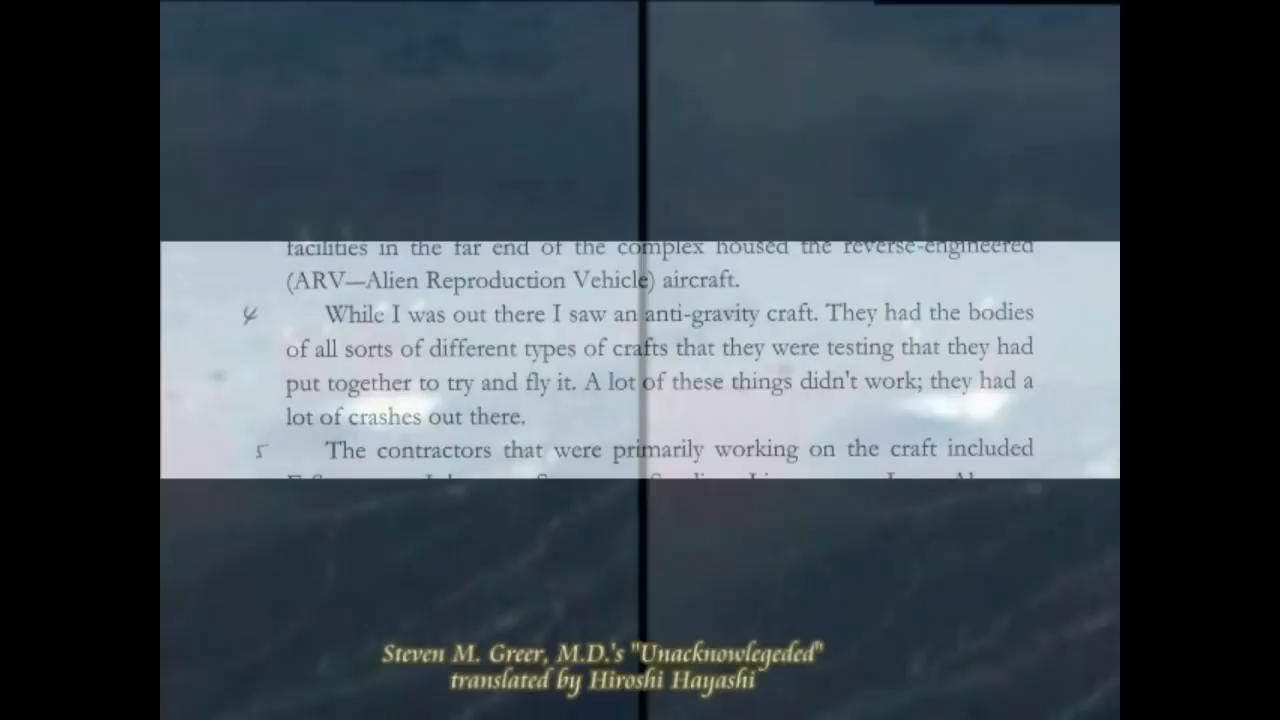 facilities in the far end of the complex housed the reverse-engineered
(ARV—Alien Reproduction Vehicle) aircraft.
4 While I was out there I saw an anti-gravity craft. They had the bodies
of all sorts of different types of crafts that they were testing that they had
put together to try and fly it. A lot of these things didn't work; they had a
lot of crashes out there.
5 The contractors that were primarily working on the craft included
Steven M. Greer, M.D.'s "Unacknowlegeded"
translated by Hiroshi Hayashi